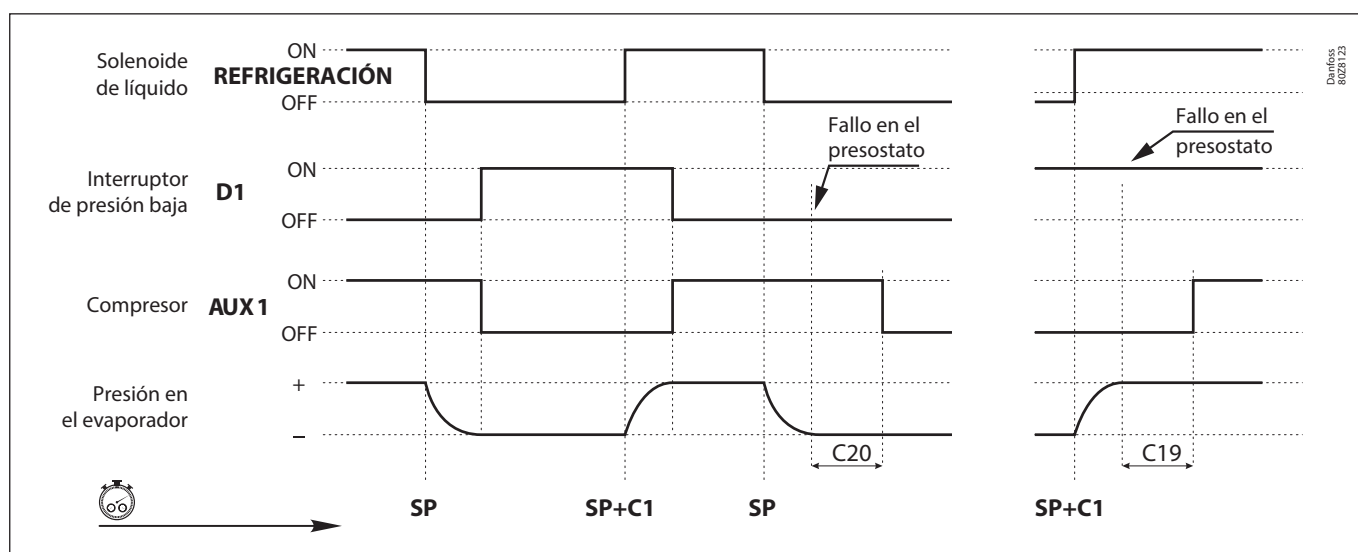 Danfoss
80Z8123
Solenoide
de líquido
REFRIGERACIÓN
ON
OFF
Fallo en el
presostato
Fallo en el
presostato
Interruptor
de presión baja
D1
ON
OFF
Compresor
AUX 1
ON
OFF
Presión en
el evaporador
+
–
C20
C19
SP
SP+C1
SP
SP+C1